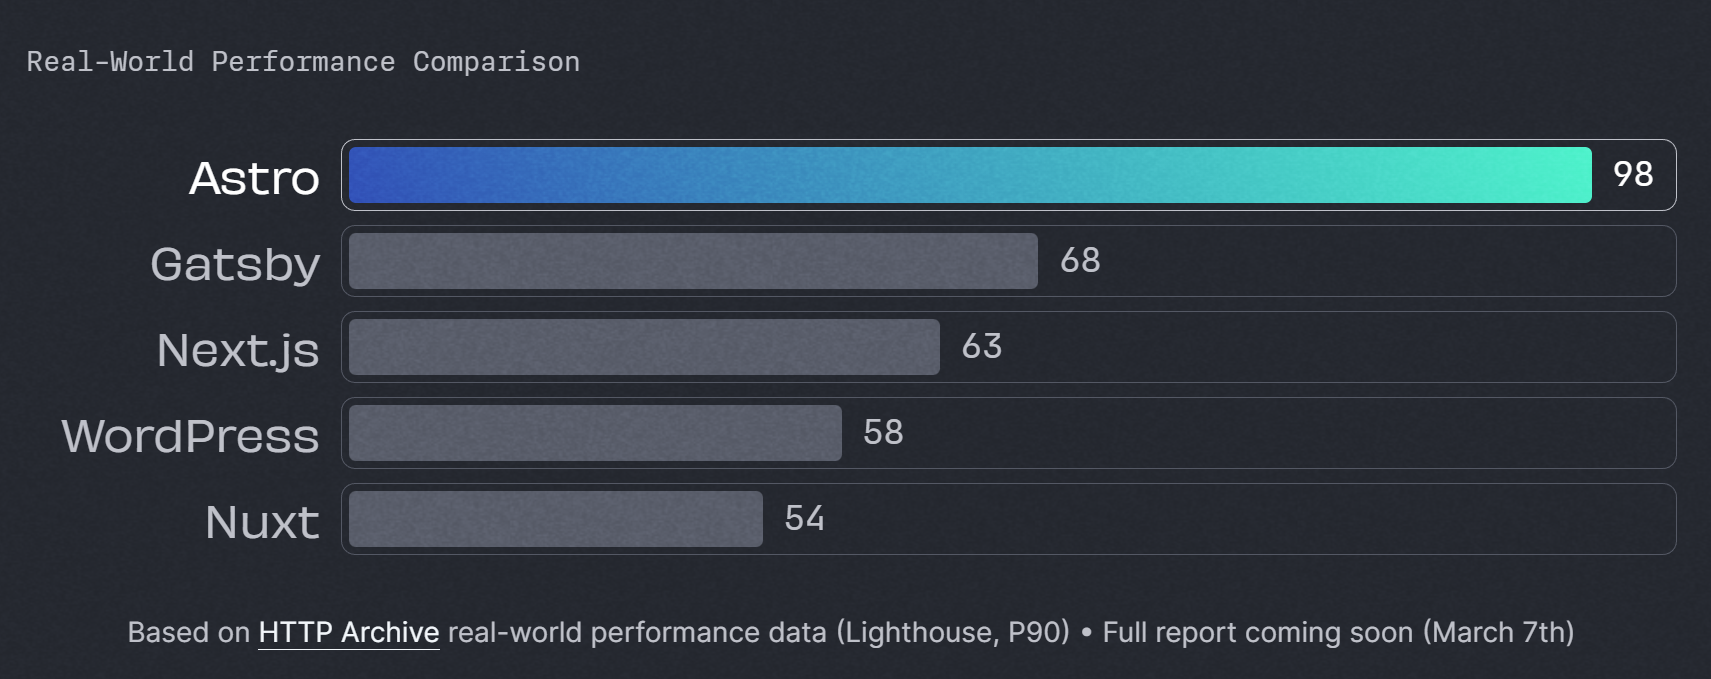 Real-World Performance Comparison
Astro 98
Gatsby 68
Next.js 63
WordPress 58
Nuxt 54
Based on HTTP Archive real-world performance data (Lighthouse, P90) • Full report coming soon (March 7th)